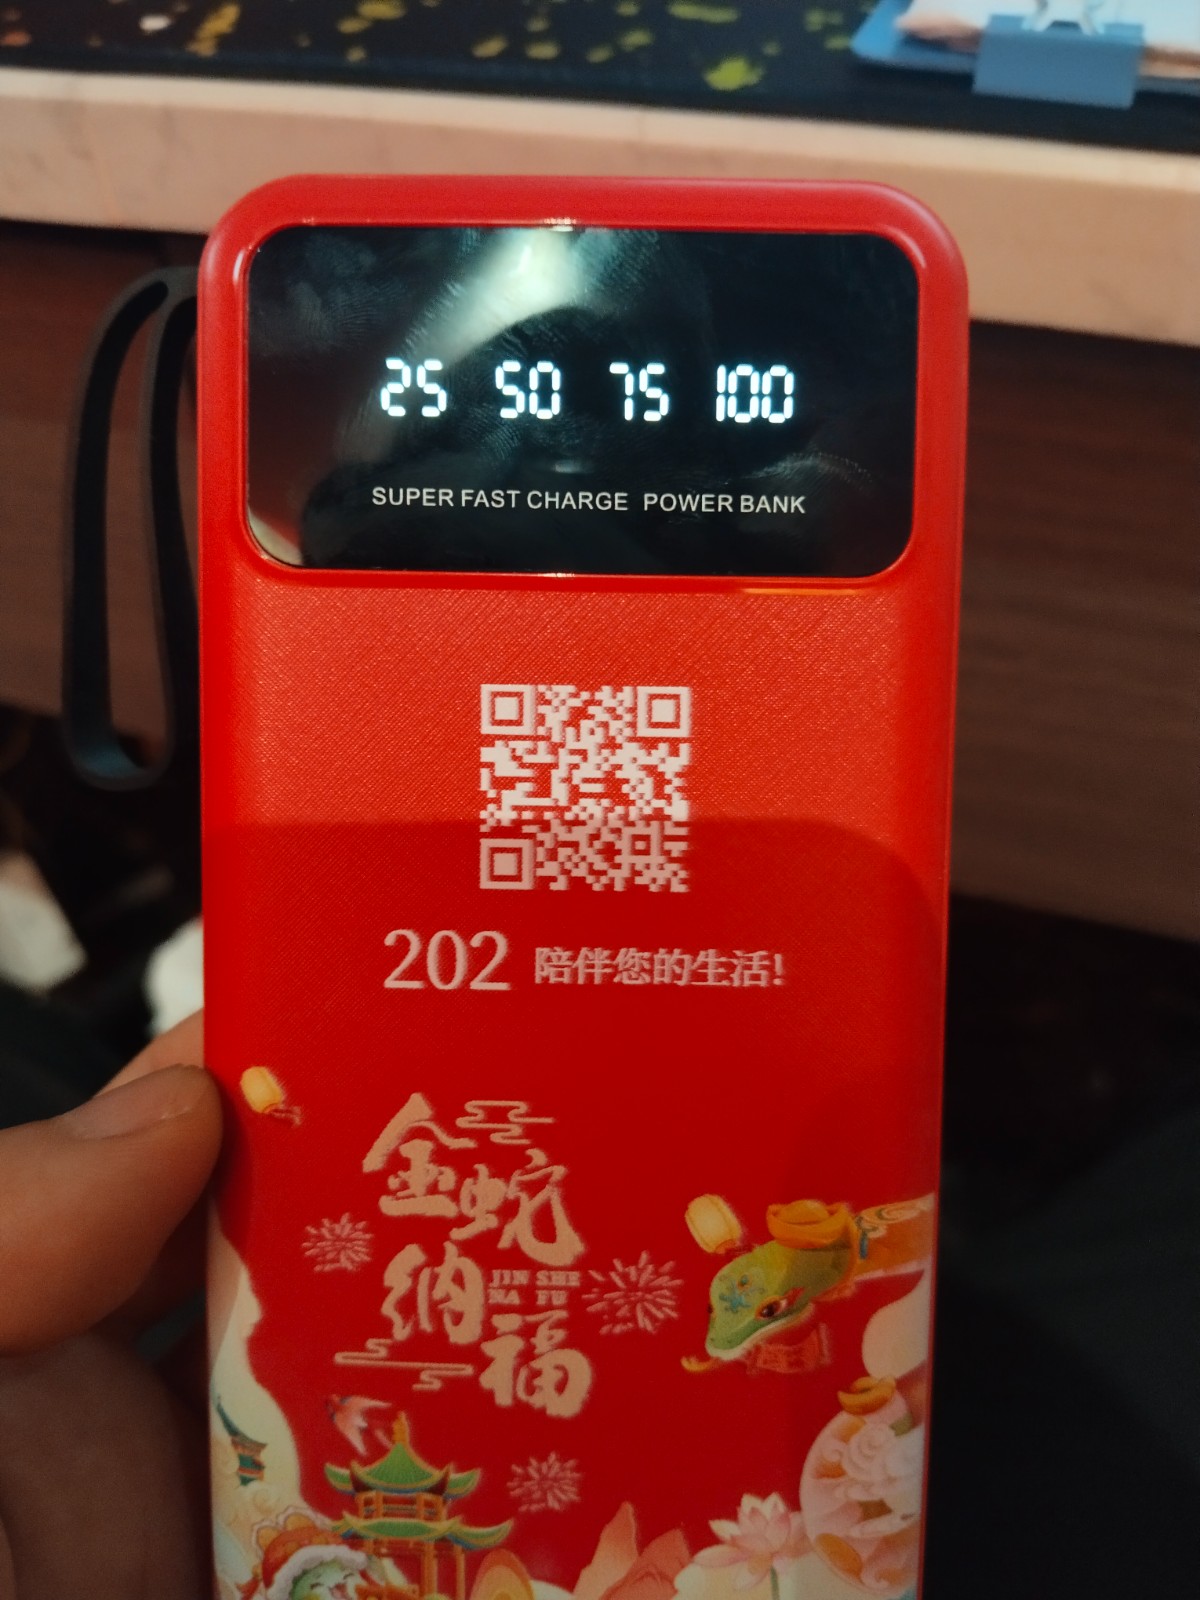 25 50 75 100
SUPER FAST CHARGE POWER BANK
202 陪伴您的生活!
金蛇
纳
JIN SHE
NA FU
福